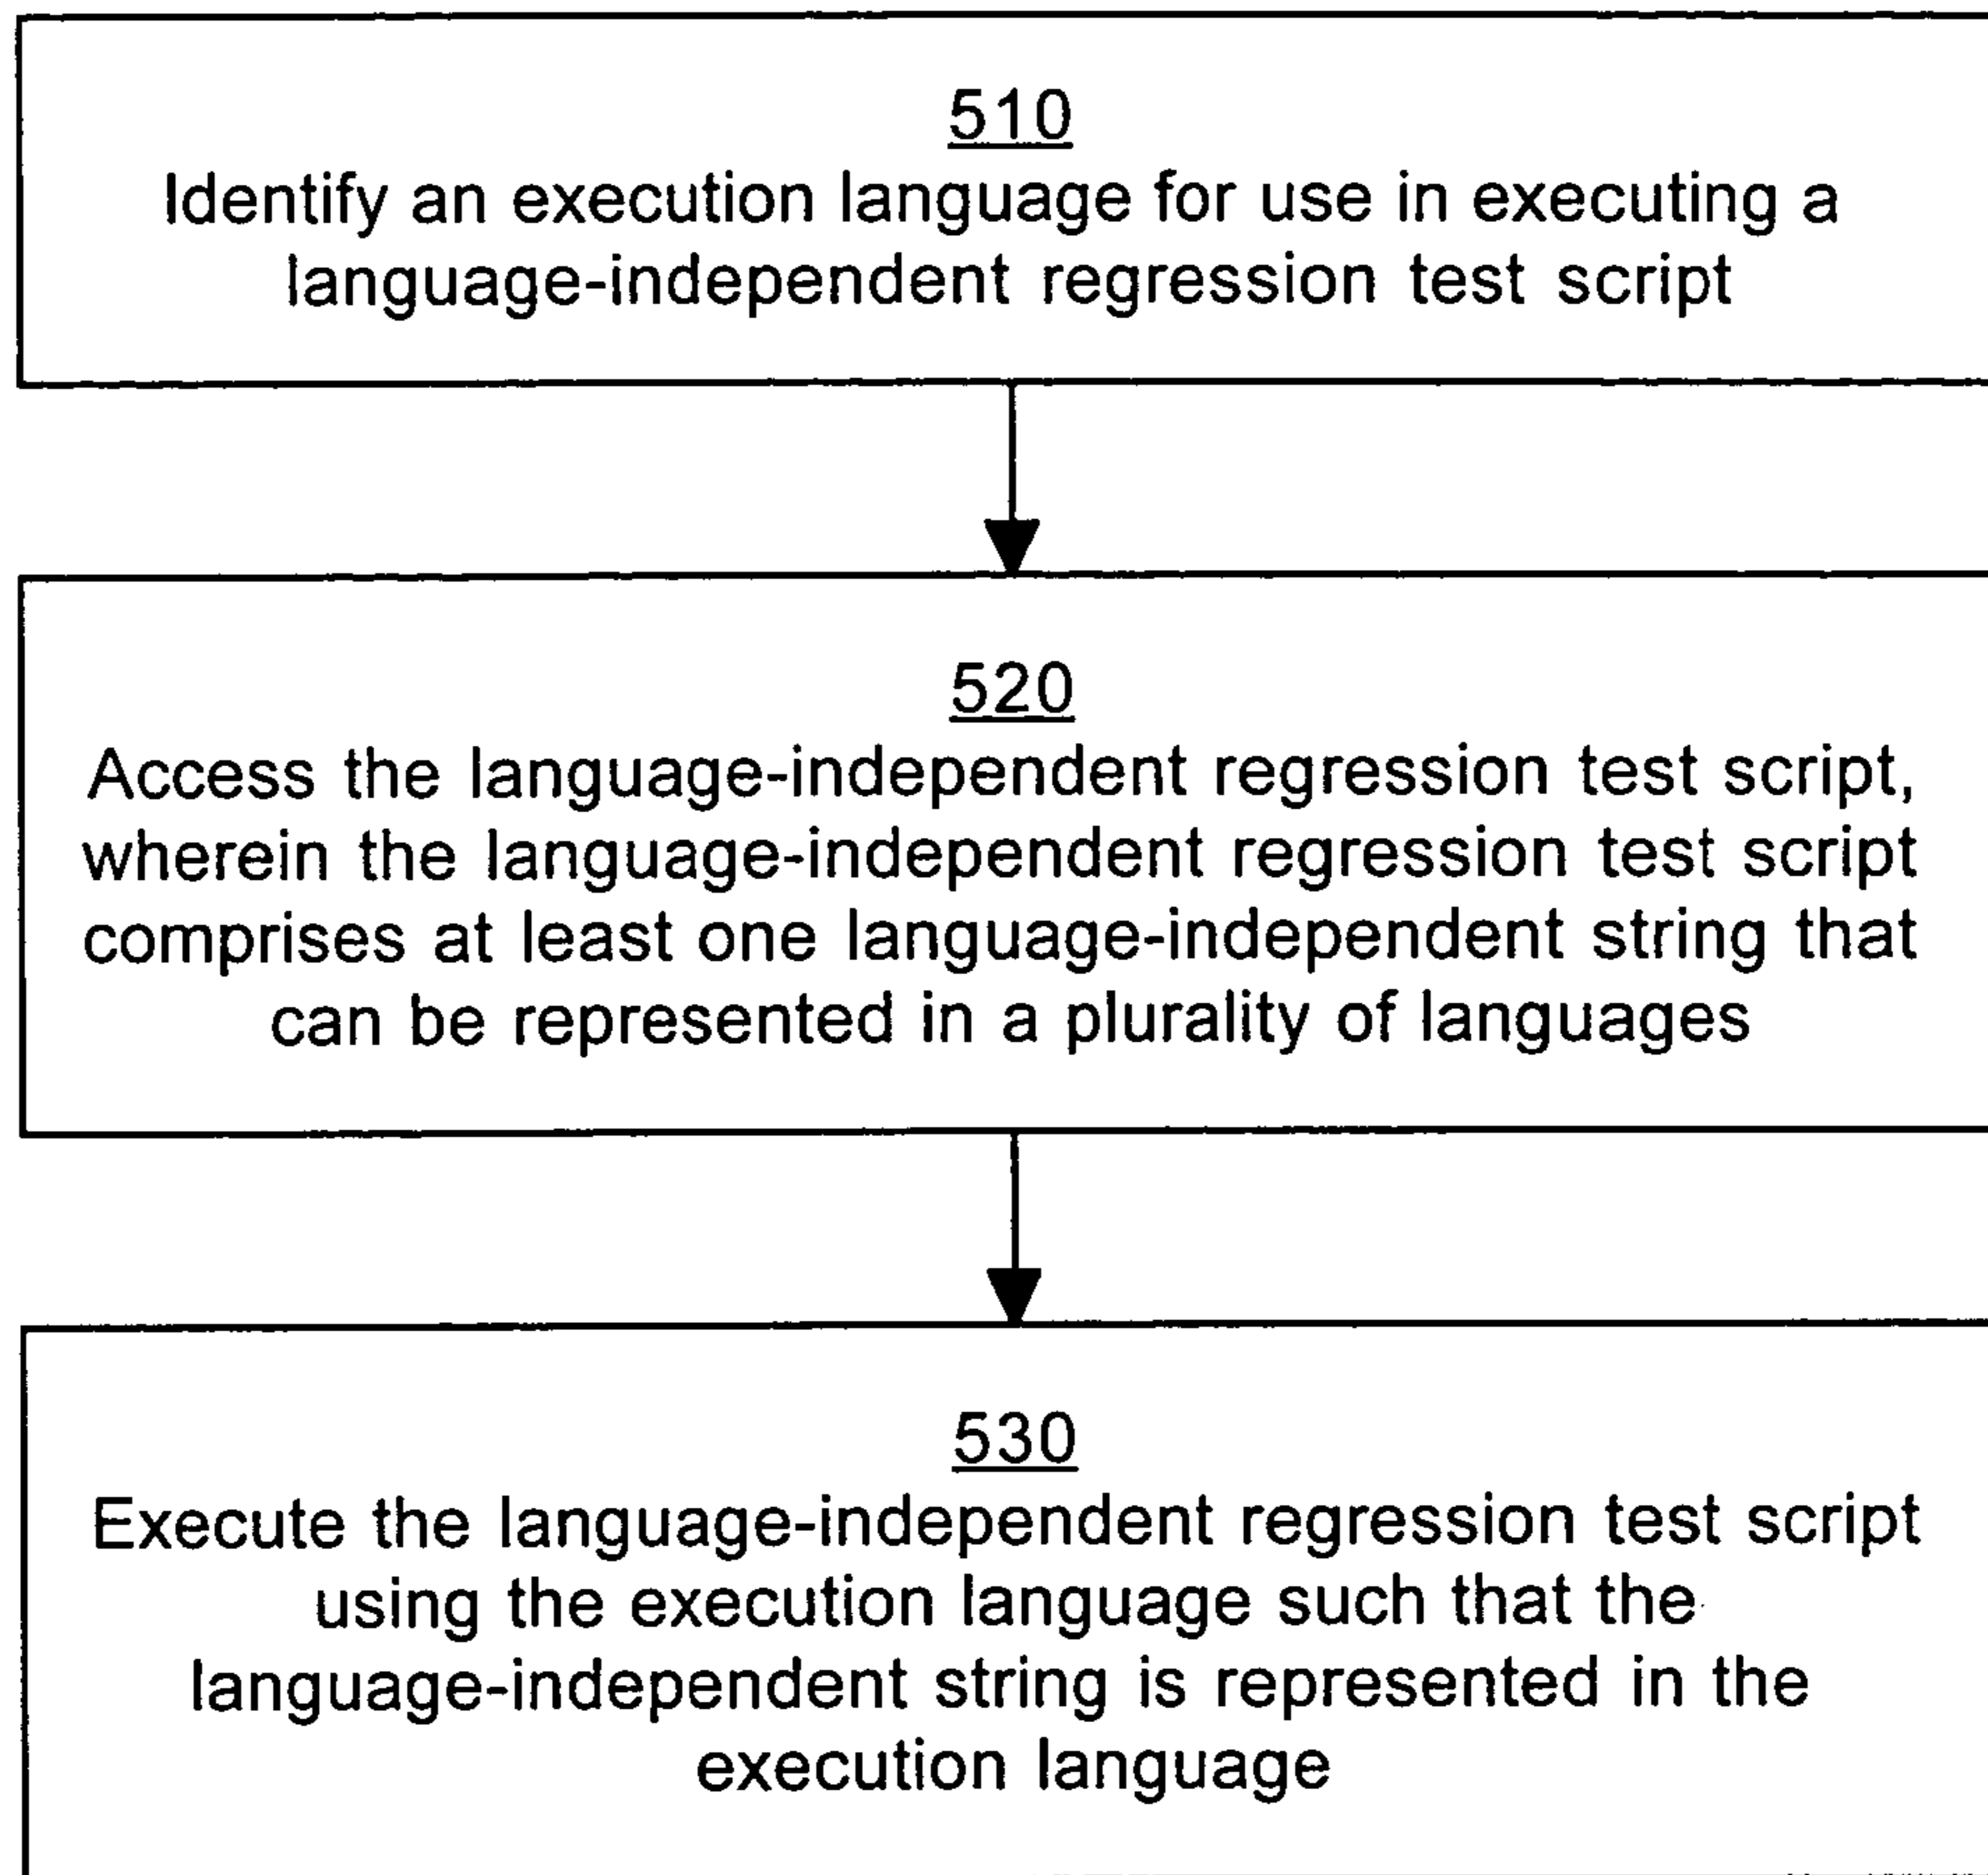 510
Identify an execution language for use in executing a
language-independent regression test script
520
Access the language-independent regression test script,
wherein the language-independent regression test script
comprises at least one language-independent string that
can be represented in a plurality of languages
530
Execute the language-independent regression test script
using the execution language such that the
language-independent string is represented in the
execution language